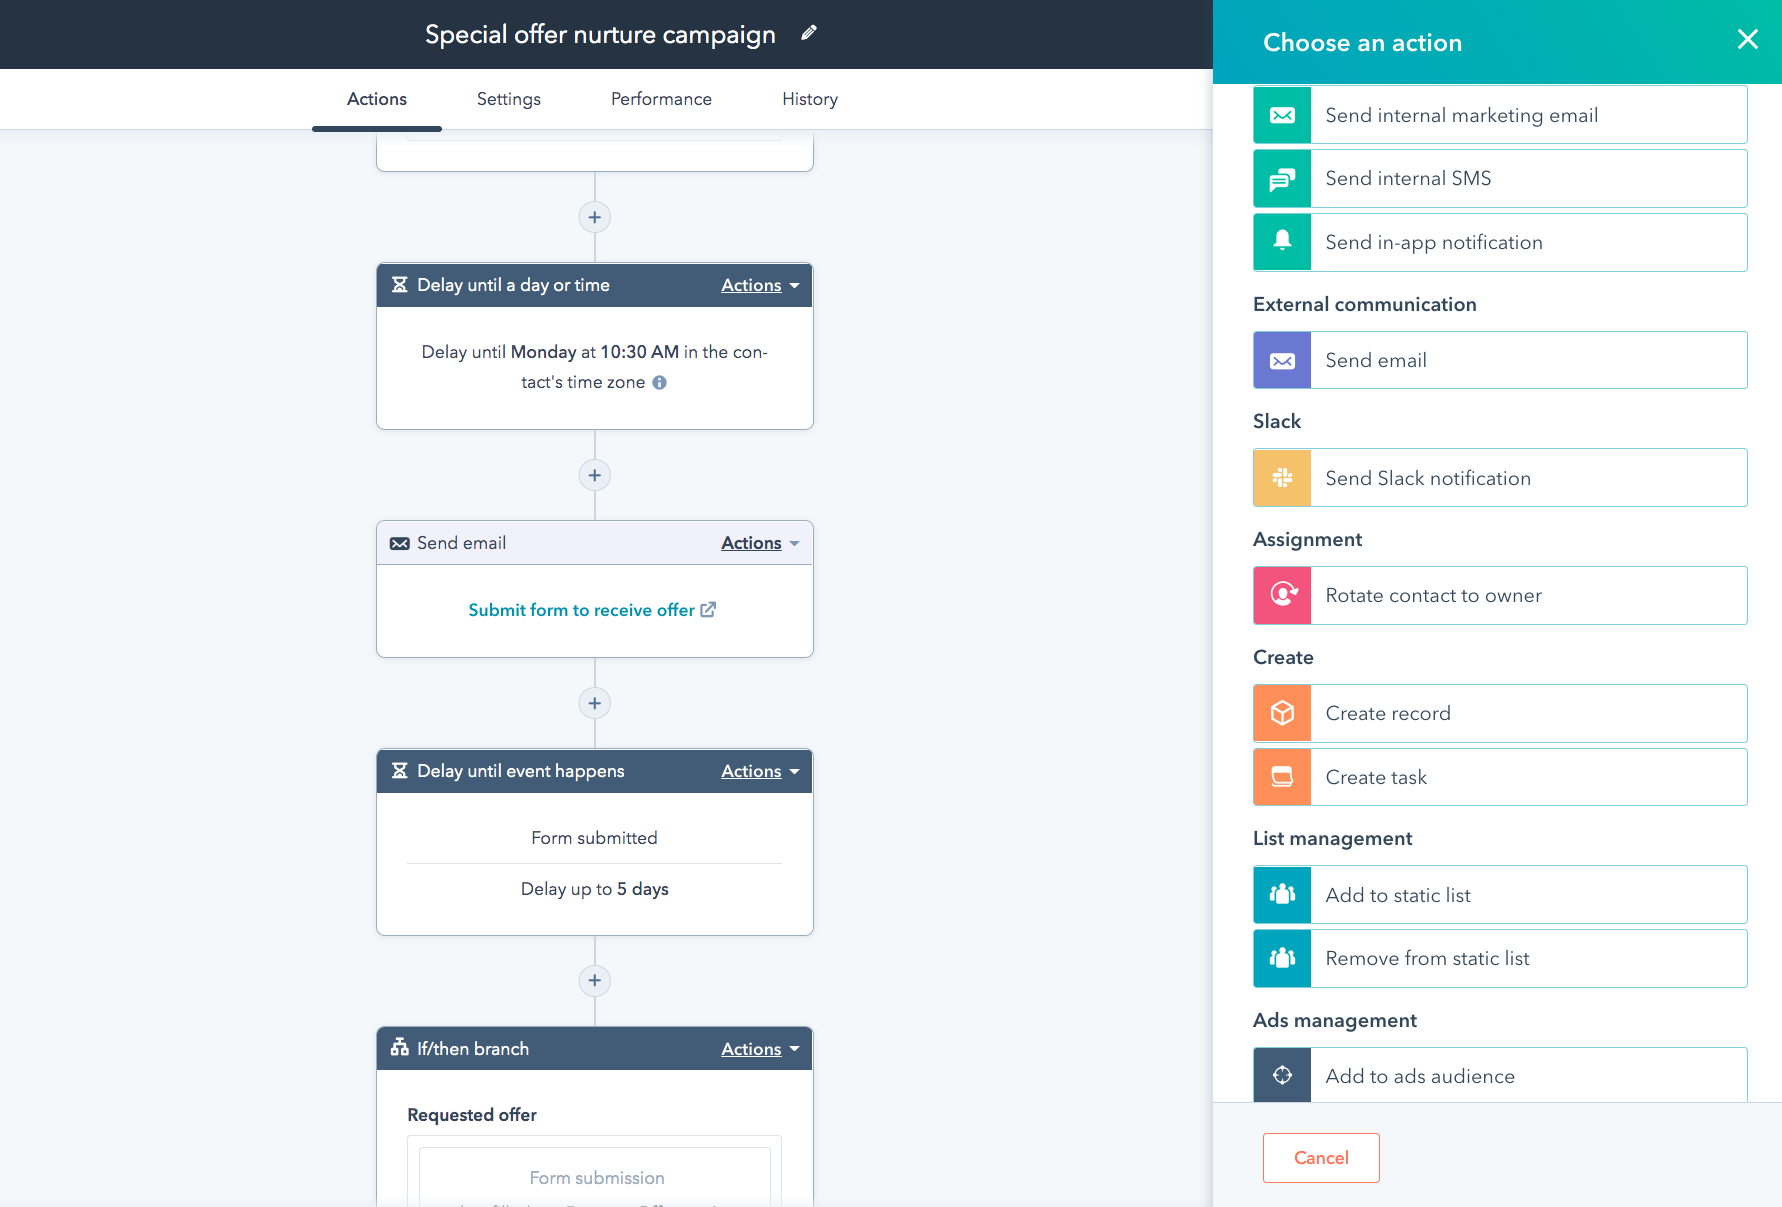 Special offer nurture campaign
Actions
Settings
Performance
History
Delay until a day or time
Actions
Delay until Monday at 10:30 AM in the con-
tact's time zone
Send email
Actions
Submit form to receive offer
Delay until event happens
Actions
Form submitted
Delay up to 5 days
If/then branch
Actions
Requested offer
Form submission
Choose an action
Send internal marketing email
Send internal SMS
Send in-app notification
External communication
Send email
Slack
Send Slack notification
Assignment
Rotate contact to owner
Create
Create record
Create task
List management
Add to static list
Remove from static list
Ads management
Add to ads audience
Cancel